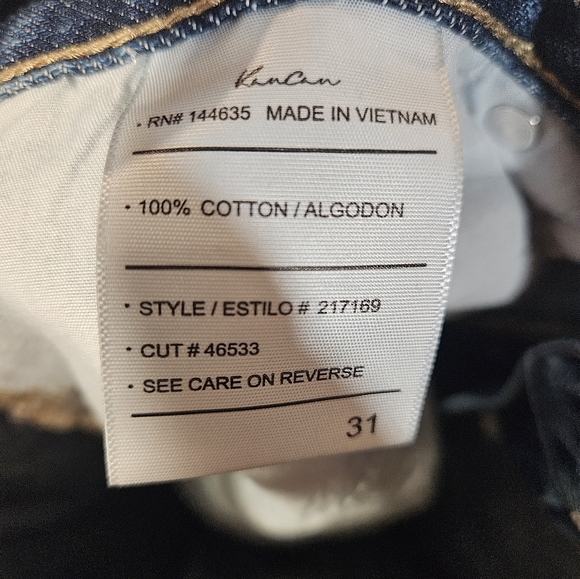 KanCan
· RN# 144635 MADE IN VIETNAM
· 100% COTTON / ALGODON
· STYLE / ESTILO # 217169
· CUT # 46533
· SEE CARE ON REVERSE
31